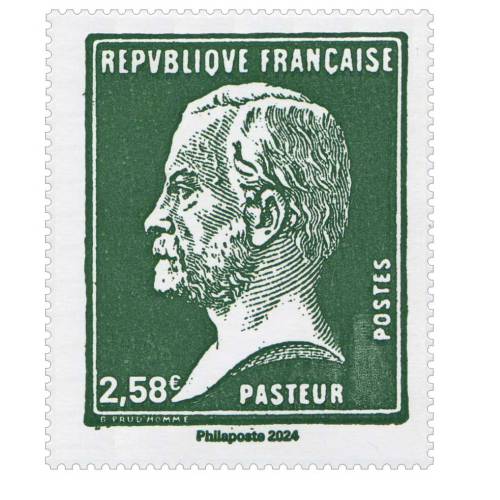 REPVBLIQVE FRANÇAISE
POSTES
2,58€
PASTEUR
G. PRUD'HOMME
Philaposte 2024